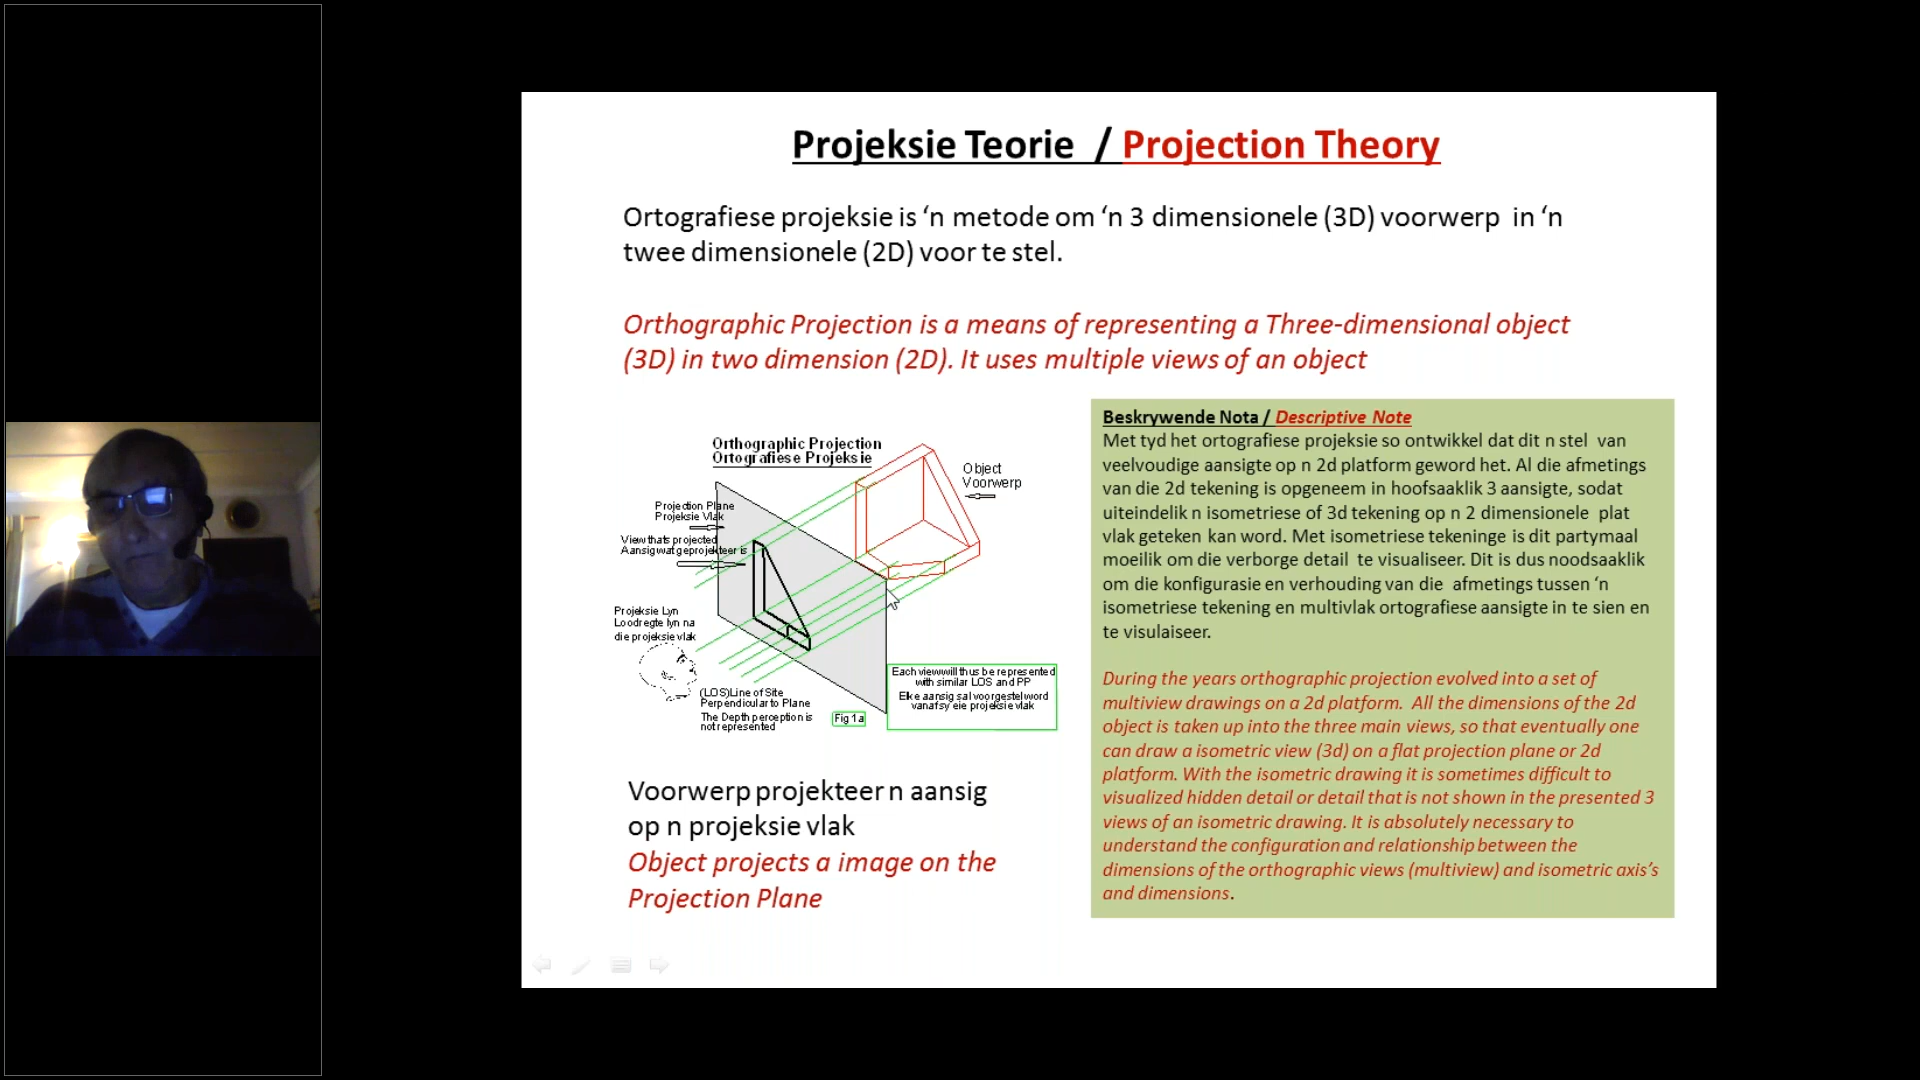 Projeksie Teorie / Projection Theory
Ortografiese projeksie is ‘n metode om ‘n 3 dimensionele (3D) voorwerp in ‘n
twee dimensionele (2D) voor te stel.
Orthographic Projection is a means of representing a Three-dimensional object
(3D) in two dimension (2D). It uses multiple views of an object
Orthographic Projection
Ortografiese Projeksie
Object
Voorwerp
Projection Plane
Projeksie Vlak
View thats projected
Aansig wat geprojekteer is
Projeksie Lyn
Loodregte lyn na
die projeksie vlak
(LOS)Line of Site
Perpendicular to Plane
The Depth perception is
not represented
Fig 1a
Each view will thus be represented
with similar LOS and PP
Elke aansig sal voorgestel word
vanaf sy eie projeksie vlak
Voorwerp projekteer n aansig
op n projeksie vlak
Object projects a image on the
Projection Plane
Beskrywende Nota / Descriptive Note
Met tyd het ortografiese projeksie so ontwikkel dat dit n stel van
veelvoudige aansigte op n 2d platform geword het. Al die afmetings
van die 2d tekening is opgeneem in hoofsaaklik 3 aansigte, sodat
uiteindelik n isometriese of 3d tekening op n 2 dimensionele plat
vlak geteken kan word. Met isometriese tekeninge is dit partymaal
moeilik om die verborge detail te visualiseer. Dit is dus noodsaaklik
om die konfigurasie en verhouding van die afmetings tussen ‘n
isometriese tekening en multivlak ortografiese aansigte in te sien en
te visulaiseer.
During the years orthographic projection evolved into a set of
multiview drawings on a 2d platform. All the dimensions of the 2d
object is taken up into the three main views, so that eventually one
can draw a isometric view (3d) on a flat projection plane or 2d
platform. With the isometric drawing it is sometimes difficult to
visualized hidden detail or detail that is not shown in the presented 3
views of an isometric drawing. It is absolutely necessary to
understand the configuration and relationship between the
dimensions of the orthographic views (multiview) and isometric axis’s
and dimensions.